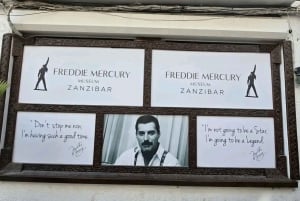 FREDDIE MERCURY
MUSEUM
ZANZIBAR
FREDDIE MERCURY
MUSEUM
ZANZIBAR
"Don't stop me now,
I'm having such a good time"
"I'm not going to be a Star,
I'm going to be a Legend